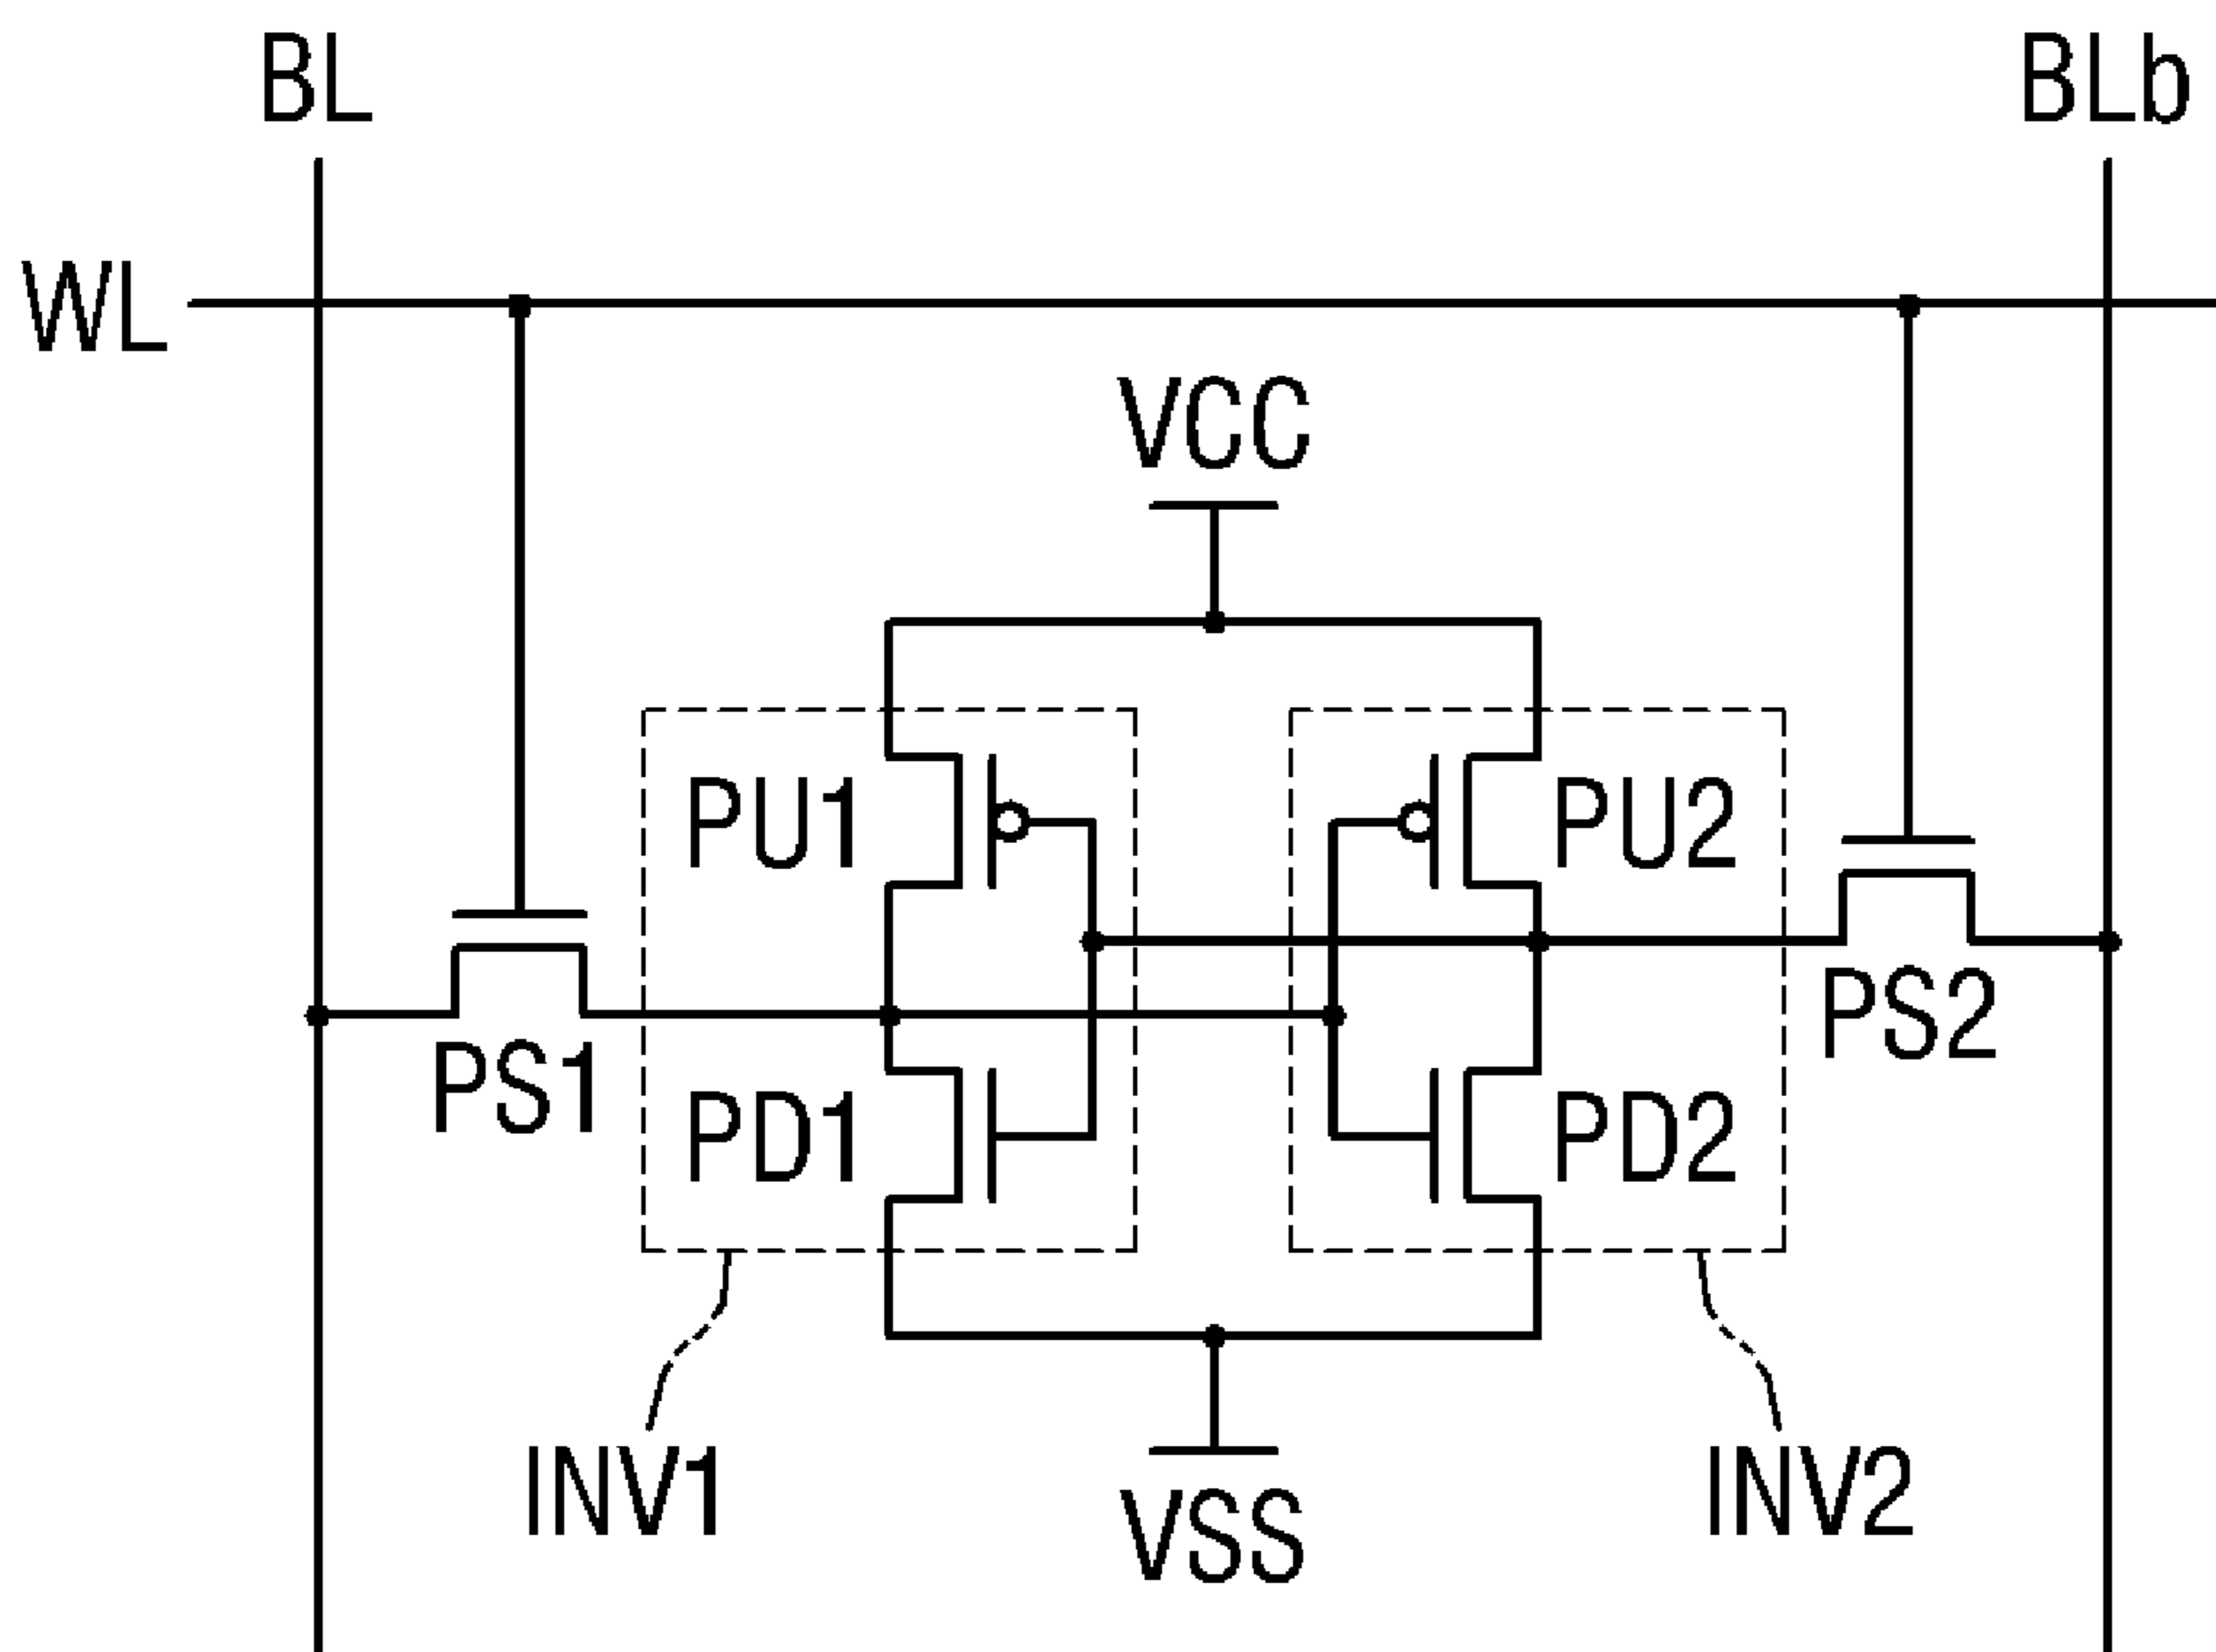 BL
BLb
WL
VCC
PU1
PU2
PS1
PS2
PD1
PD2
INV1
INV2
VSS